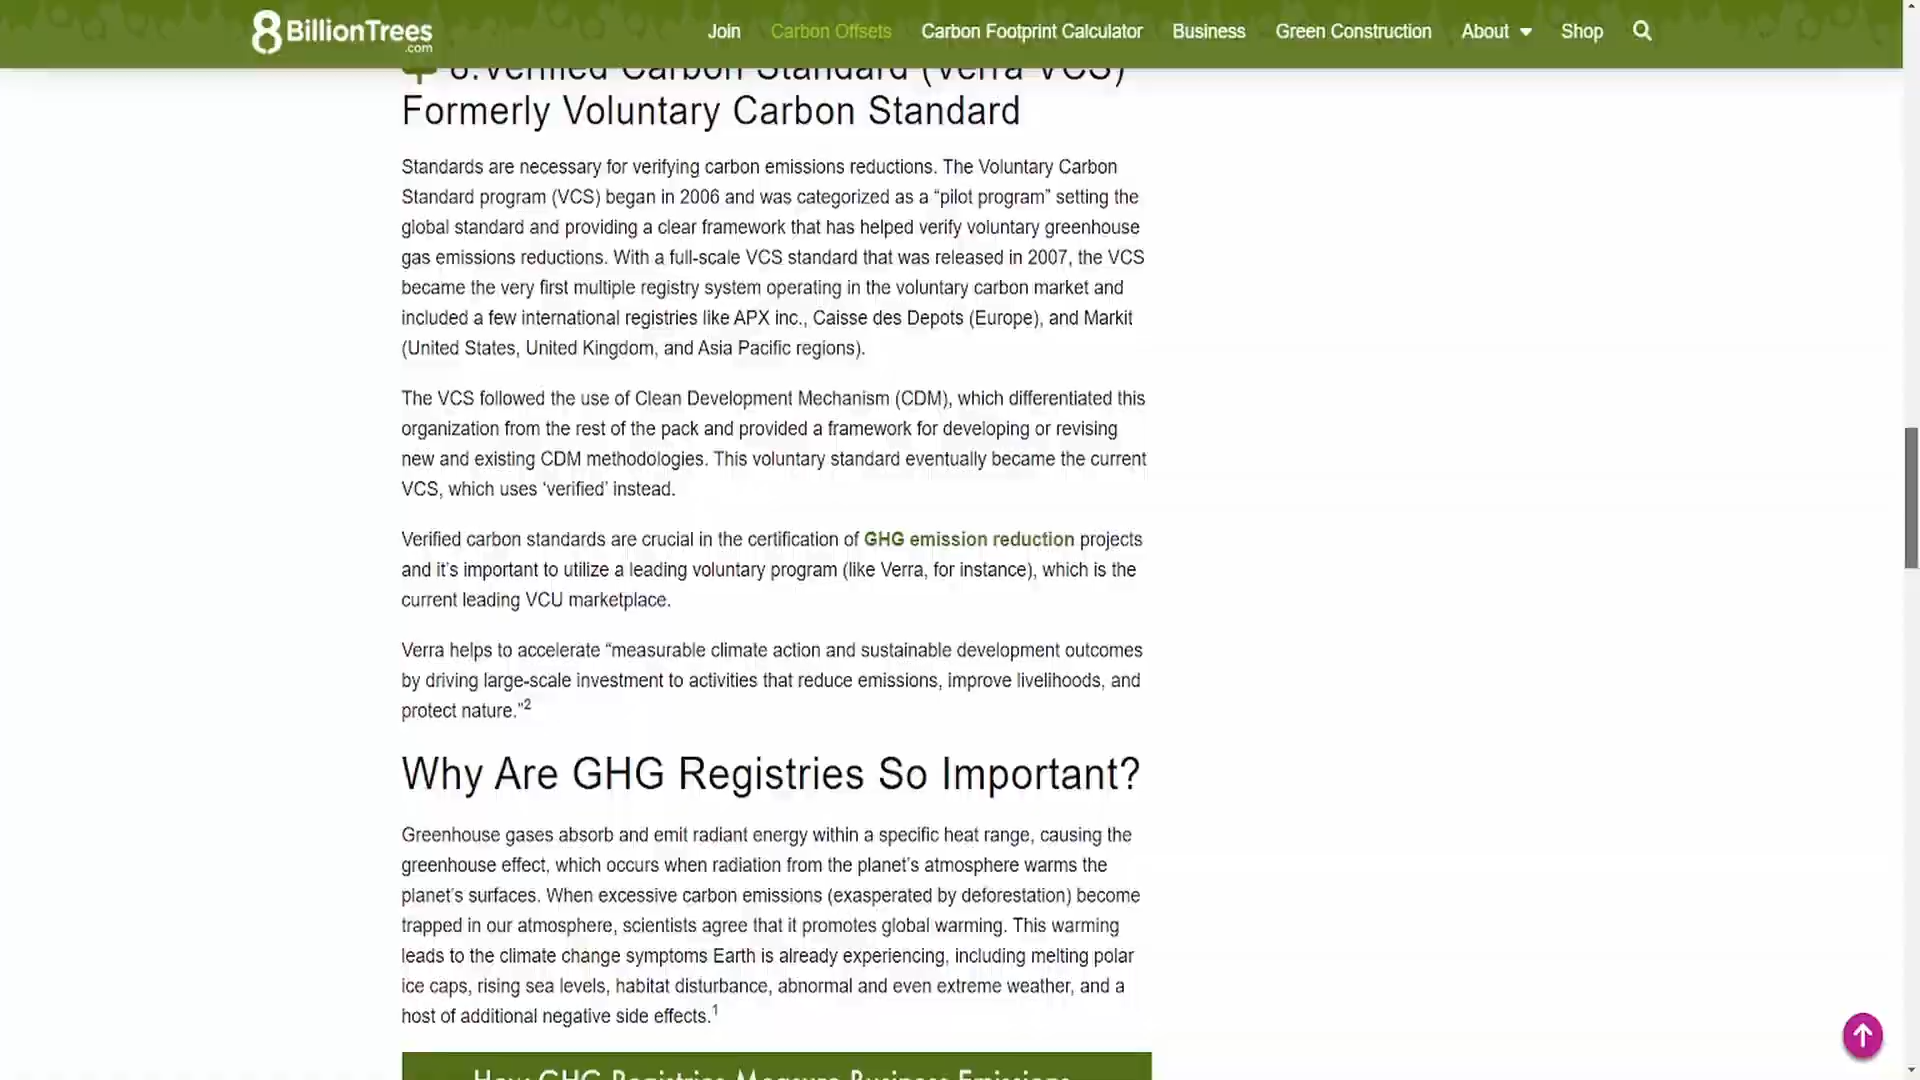 8BillionTrees
.com
Join Carbon Offsets Carbon Footprint Calculator Business Green Construction About Shop
Verified Carbon Standard (Verra VCS)
Formerly Voluntary Carbon Standard
Standards are necessary for verifying carbon emissions reductions. The Voluntary Carbon
Standard program (VCS) began in 2006 and was categorized as a “pilot program” setting the
global standard and providing a clear framework that has helped verify voluntary greenhouse
gas emissions reductions. With a full-scale VCS standard that was released in 2007, the VCS
became the very first multiple registry system operating in the voluntary carbon market and
included a few international registries like APX inc., Caisse des Depots (Europe), and Markit
(United States, United Kingdom, and Asia Pacific regions).
The VCS followed the use of Clean Development Mechanism (CDM), which differentiated this
organization from the rest of the pack and provided a framework for developing or revising
new and existing CDM methodologies. This voluntary standard eventually became the current
VCS, which uses ‘verified’ instead.
Verified carbon standards are crucial in the certification of GHG emission reduction projects
and it’s important to utilize a leading voluntary program (like Verra, for instance), which is the
current leading VCU marketplace.
Verra helps to accelerate “measurable climate action and sustainable development outcomes
by driving large-scale investment to activities that reduce emissions, improve livelihoods, and
protect nature.”2
Why Are GHG Registries So Important?
Greenhouse gases absorb and emit radiant energy within a specific heat range, causing the
greenhouse effect, which occurs when radiation from the planet’s atmosphere warms the
planet’s surfaces. When excessive carbon emissions (exasperated by deforestation) become
trapped in our atmosphere, scientists agree that it promotes global warming. This warming
leads to the climate change symptoms Earth is already experiencing, including melting polar
ice caps, rising sea levels, habitat disturbance, abnormal and even extreme weather, and a
host of additional negative side effects.1
How GHG Registries Measure Business Emissions